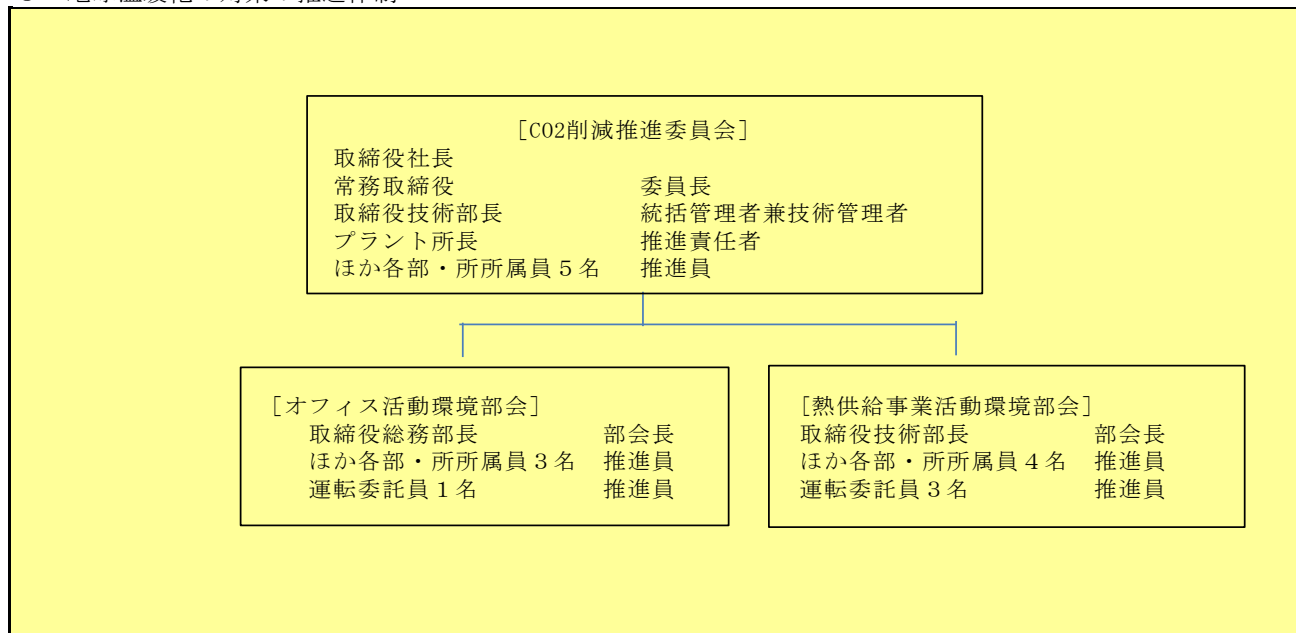 [CO2削減推進委員会]
取締役社長
常務取締役 委員長
取締役技術部長 統括管理者兼技術管理者
プラント所長 推進責任者
ほか各部・所所属員5名 推進員
[オフィス活動環境部会]
取締役総務部長 部会長
ほか各部・所所属員3名 推進員
運転委託員1名 推進員
[熱供給事業活動環境部会]
取締役技術部長 部会長
ほか各部・所所属員4名 推進員
運転委託員3名 推進員